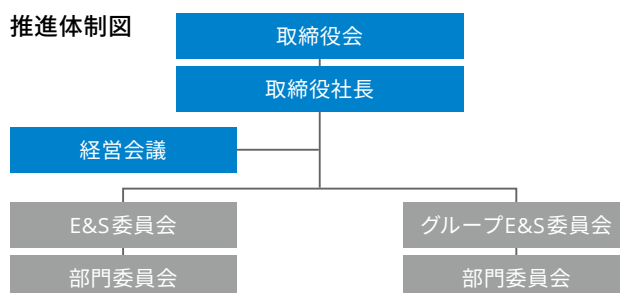 推進体制図
取締役会
取締役社長
経営会議
E&S委員会
グループE&S委員会
部門委員会
部門委員会